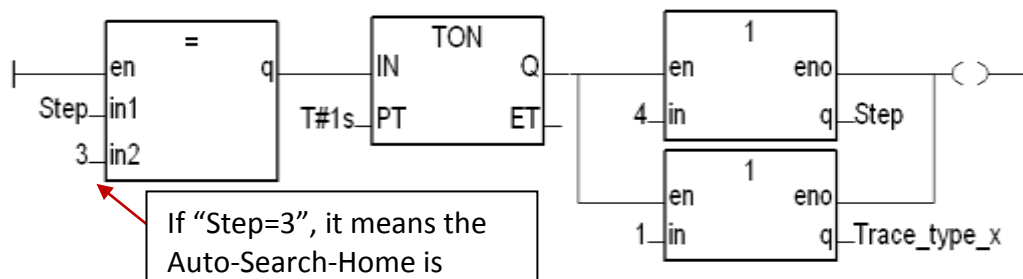 =
en
q
Step
in1
3
in2
TON
IN
Q
T#1s
PT
ET
1
en
eno
4
in
q
Step
1
en
eno
1
in
q
Trace_type_x
If “Step=3”, it means the
Auto-Search-Home is